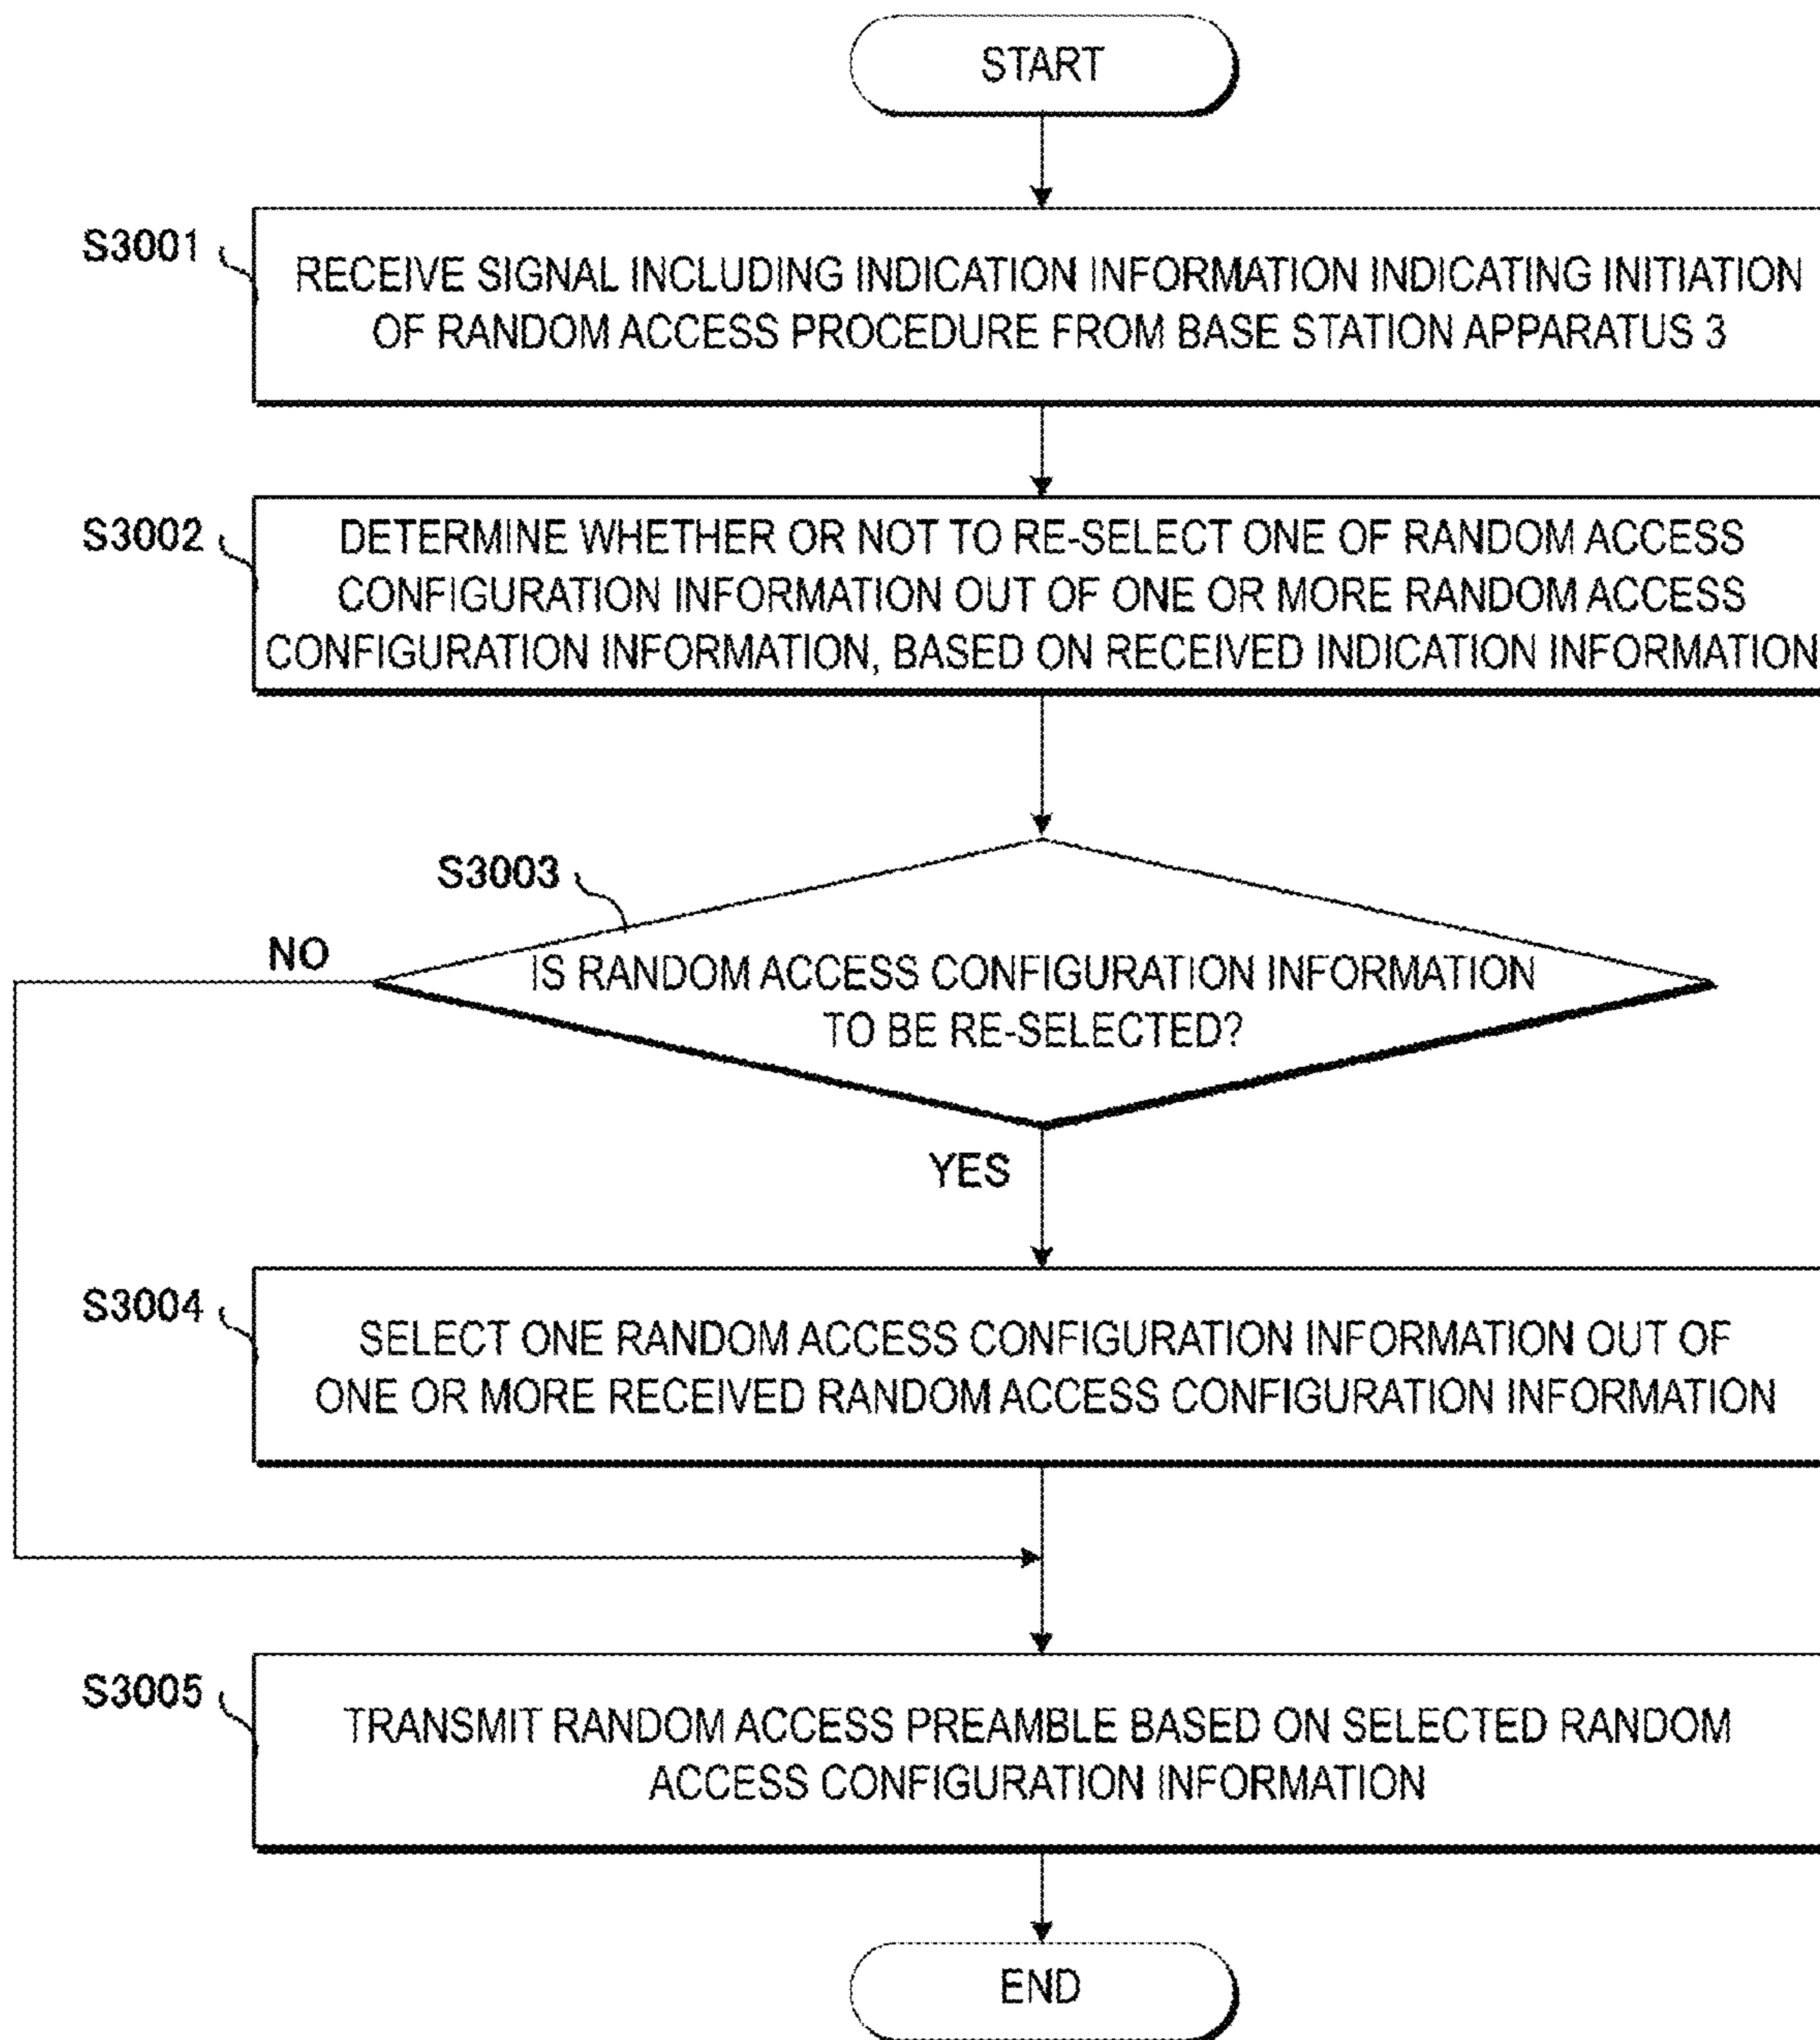 START
S3001
RECEIVE SIGNAL INCLUDING INDICATION INFORMATION INDICATING INITIATION
OF RANDOM ACCESS PROCEDURE FROM BASE STATION APPARATUS 3
S3002
DETERMINE WHETHER OR NOT TO RE-SELECT ONE OF RANDOM ACCESS
CONFIGURATION INFORMATION OUT OF ONE OR MORE RANDOM ACCESS
CONFIGURATION INFORMATION, BASED ON RECEIVED INDICATION INFORMATION
S3003
NO
IS RANDOM ACCESS CONFIGURATION INFORMATION
TO BE RE-SELECTED?
YES
S3004
SELECT ONE RANDOM ACCESS CONFIGURATION INFORMATION OUT OF
ONE OR MORE RECEIVED RANDOM ACCESS CONFIGURATION INFORMATION
S3005
TRANSMIT RANDOM ACCESS PREAMBLE BASED ON SELECTED RANDOM
ACCESS CONFIGURATION INFORMATION
END